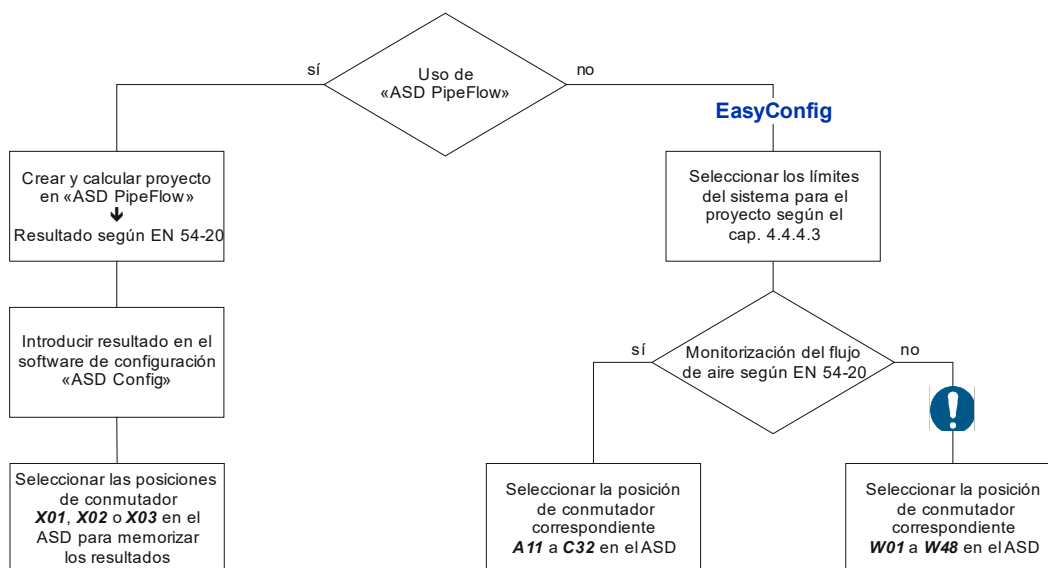 Uso de
«ASD PipeFlow»
sí
no
EasyConfig
Crear y calcular proyecto
en «ASD PipeFlow»
Resultado según EN 54-20
Introducir resultado en el
software de configuración
«ASD Config»
Seleccionar las posiciones
de conmutador
X01, X02 o X03 en el
ASD para memorizar
los resultados
Seleccionar los límites
del sistema para el
proyecto según el
cap. 4.4.4.3
Monitorización del flujo
de aire según EN 54-20
sí
no
Seleccionar la posición
de conmutador
correspondiente
A11 a C32 en el ASD
Seleccionar la posición
de conmutador
correspondiente
W01 a W48 en el ASD